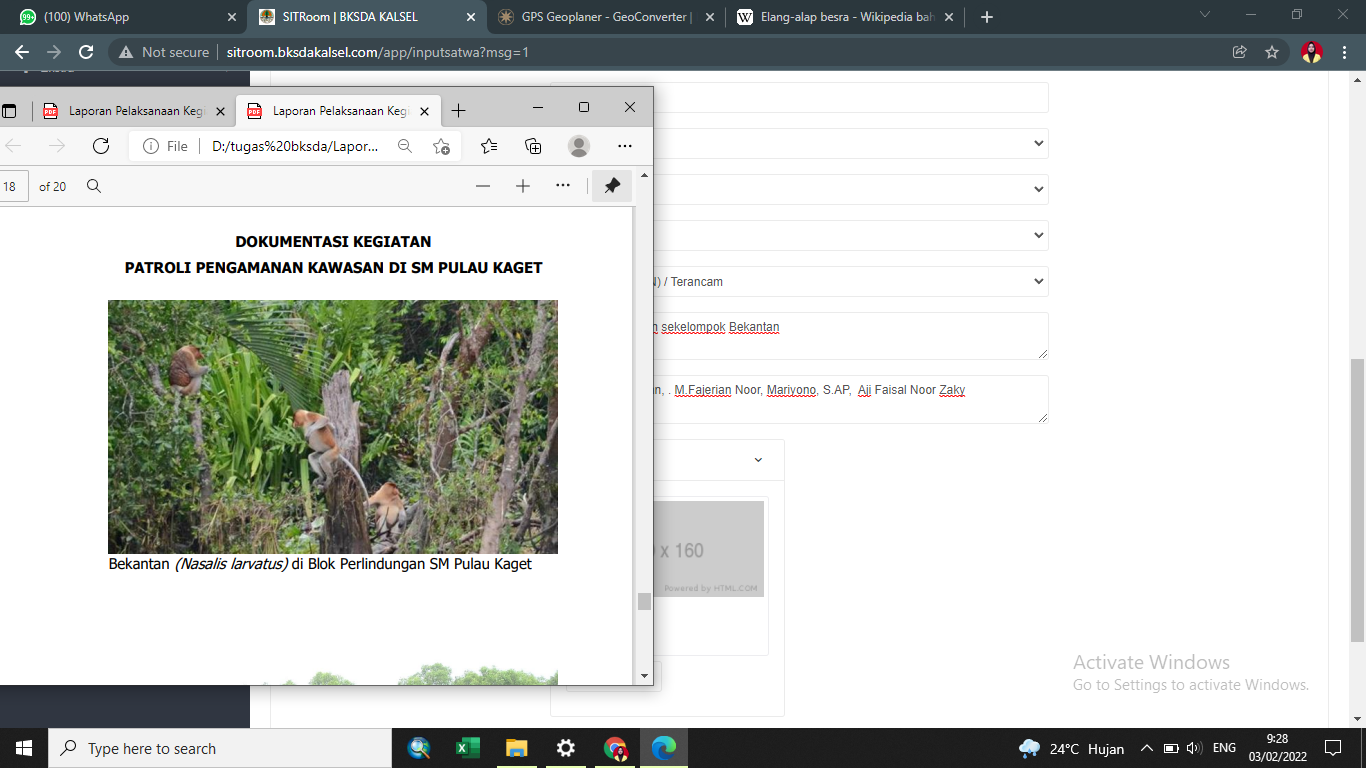 (100) WhatsApp
SITRoom | BKSDA KALSEL
GPS Geoplaner - GeoConverter |
Elang-alap besra - Wikipedia bah
Not secure
sitroom.bksdakalsel.com/app/inputsatwa?msg=1
Laporan Pelaksanaan Kegi
Laporan Pelaksanaan Kegi
File
D:/tugas%20bksda/Lapor...
18 of 20
DOKUMENTASI KEGIATAN
PATROLI PENGAMANAN KAWASAN DI SM PULAU KAGET
Bekantan (Nasalis larvatus) di Blok Perlindungan SM Pulau Kaget
) / Terancam
sekelompok Bekantan
, . M.Fajerian Noor, Mariyono, S.AP, Aji Faisal Noor Zaky
x 160
Powered by HTML.COM
Activate Windows
Go to Settings to activate Windows.
Type here to search
24°C Hujan
ENG
9:28
03/02/2022